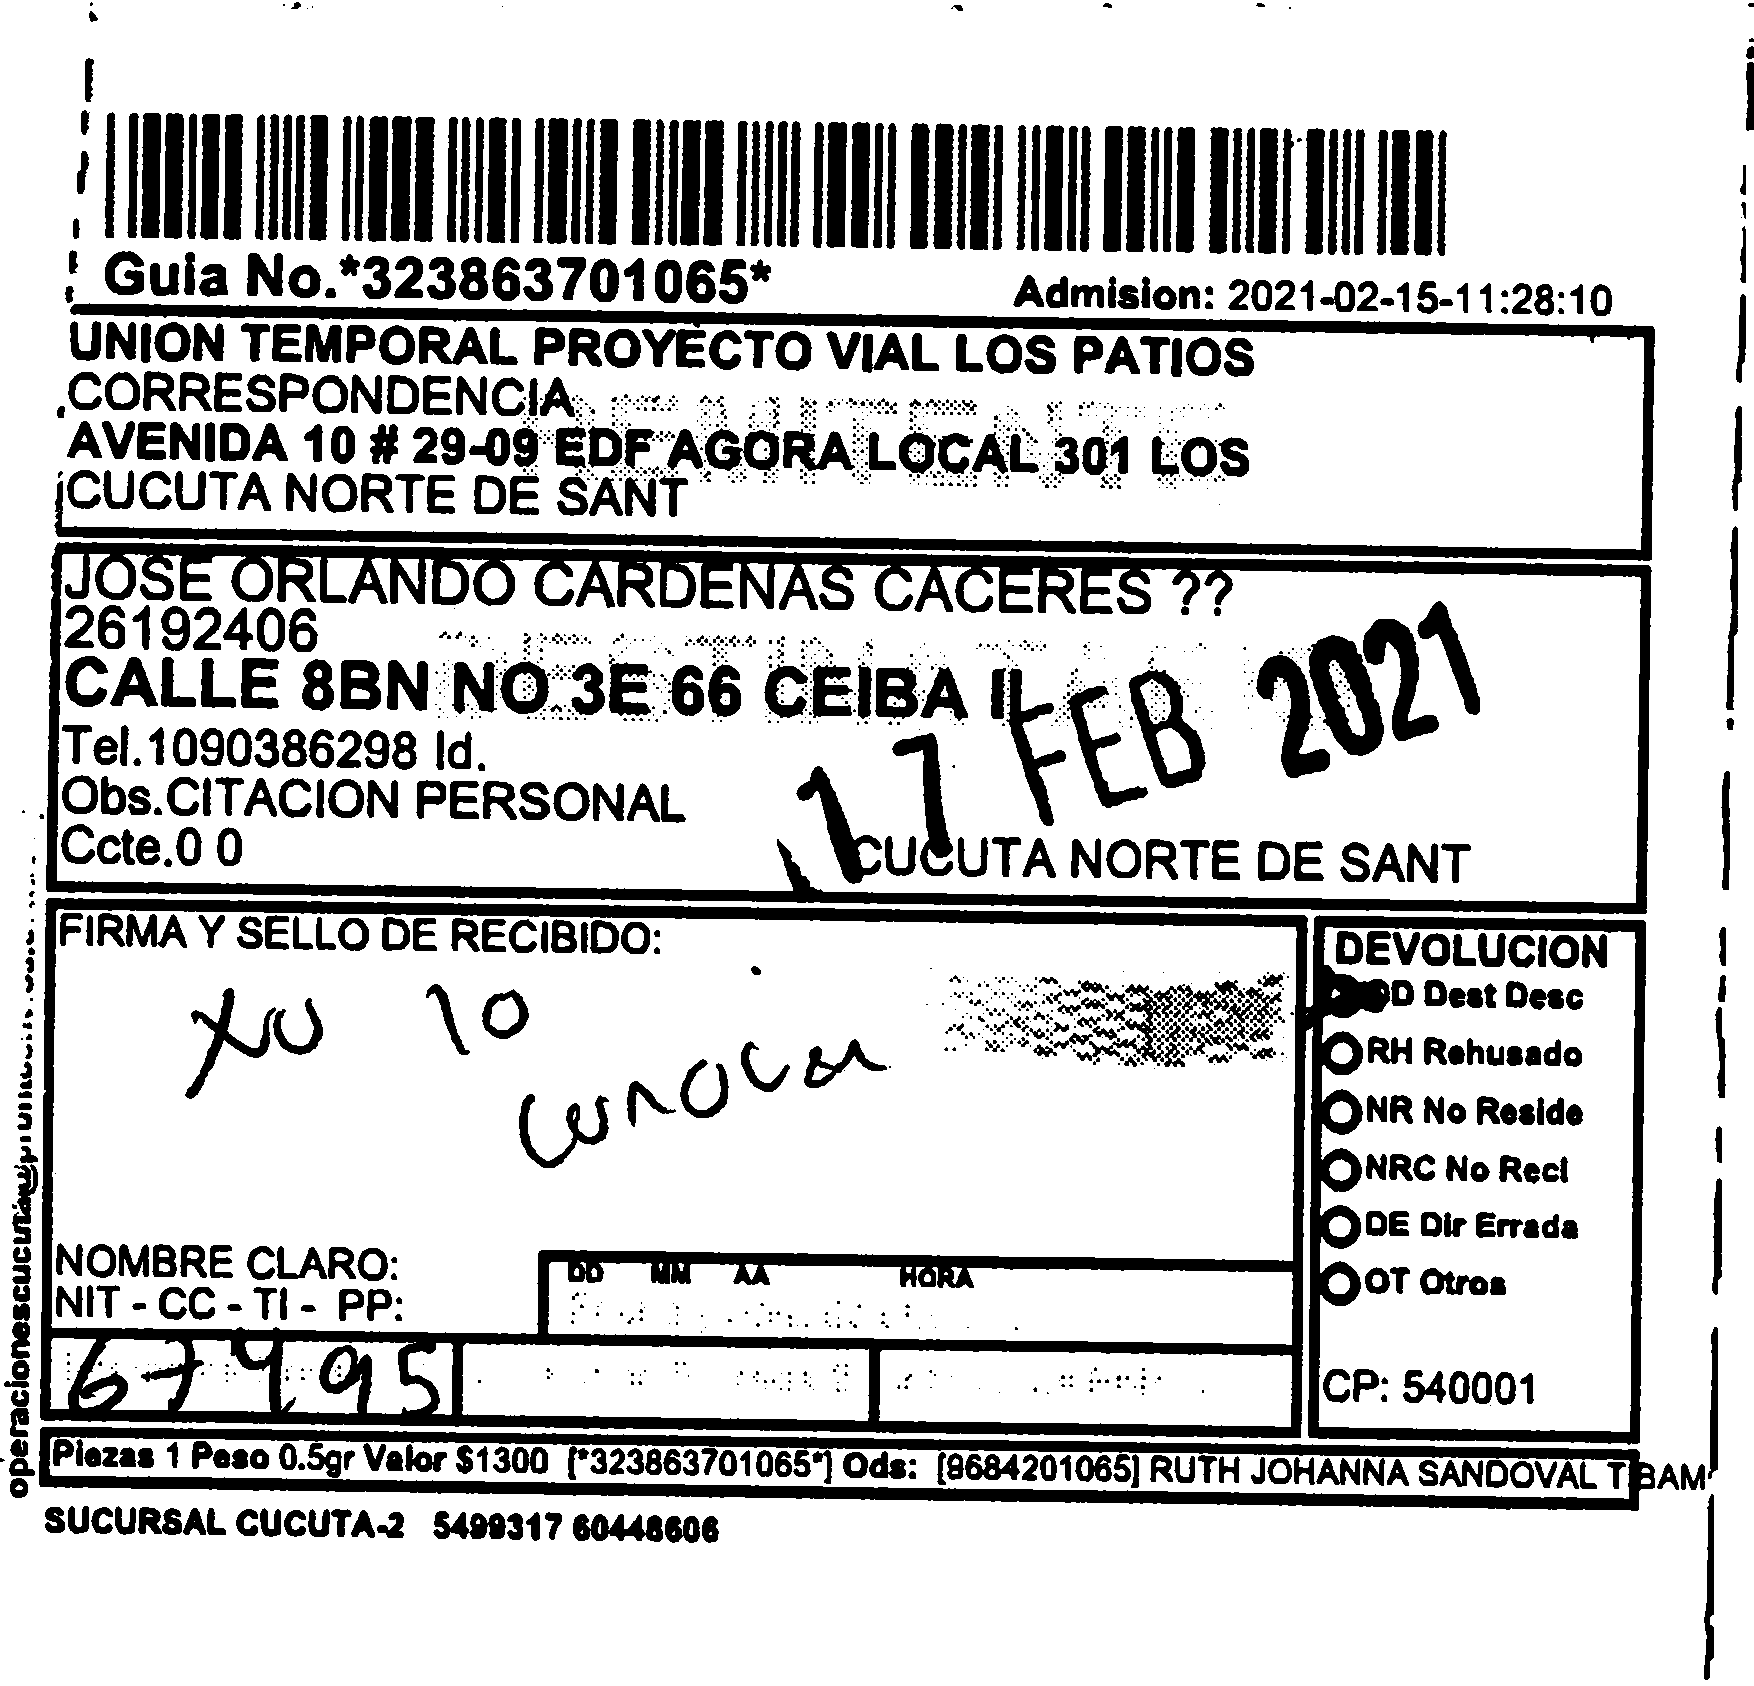 Guia No.*323863701065*
Admision: 2021-02-15-11:28:10
UNION TEMPORAL PROYECTO VIAL LOS PATIOS
CORRESPONDENCIA
REMITENTE
AVENIDA 10 # 29-09 EDF AGORA LOCAL 301 LOS
CUCUTA NORTE DE SANT
JOSE ORLANDO CARDENAS CACERES ??
26192406
CALLE 8BN NO 3E 66 CEIBA II
17 FEB 2021
Tel.1090386298 Id.
Obs.CITACION PERSONAL
Ccte.0 0
CUCUTA NORTE DE SANT
FIRMA Y SELLO DE RECIBIDO:
lo
conocen
NOMBRE CLARO:
NIT - CC - TI - PP:
DD MM AA HORA
67495
DEVOLUCION
DD Dest Desc
RH Rehusado
NR No Reside
NRC No Recl
DE Dir Errada
OT Otros
CP: 540001
Piezas 1 Peso 0.5gr Valor $1300 [*323863701065*] Ods: [9684201065] RUTH JOHANNA SANDOVAL TIBAM
SUCURSAL CUCUTA-2 5499317 60448606